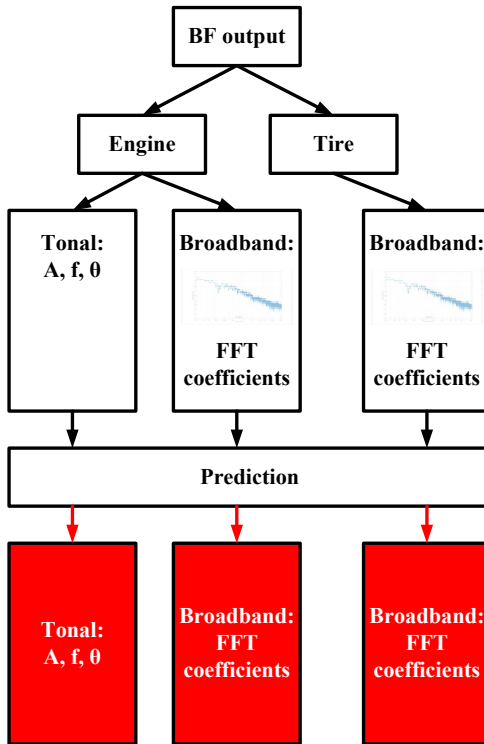 BF output
Engine
Tire
Tonal:
A, f, θ
Broadband:
FFT
coefficients
Broadband:
FFT
coefficients
Prediction
Tonal:
A, f, θ
Broadband:
FFT
coefficients
Broadband:
FFT
coefficients